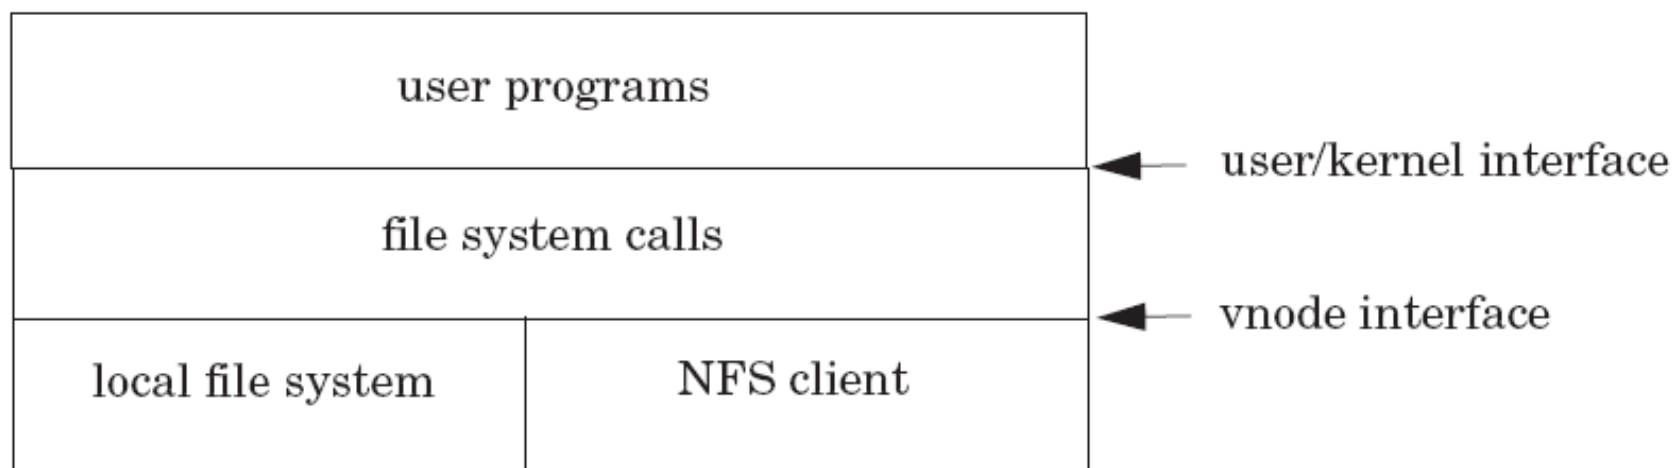 user programs
user/kernel interface
file system calls
vnode interface
local file system
NFS client